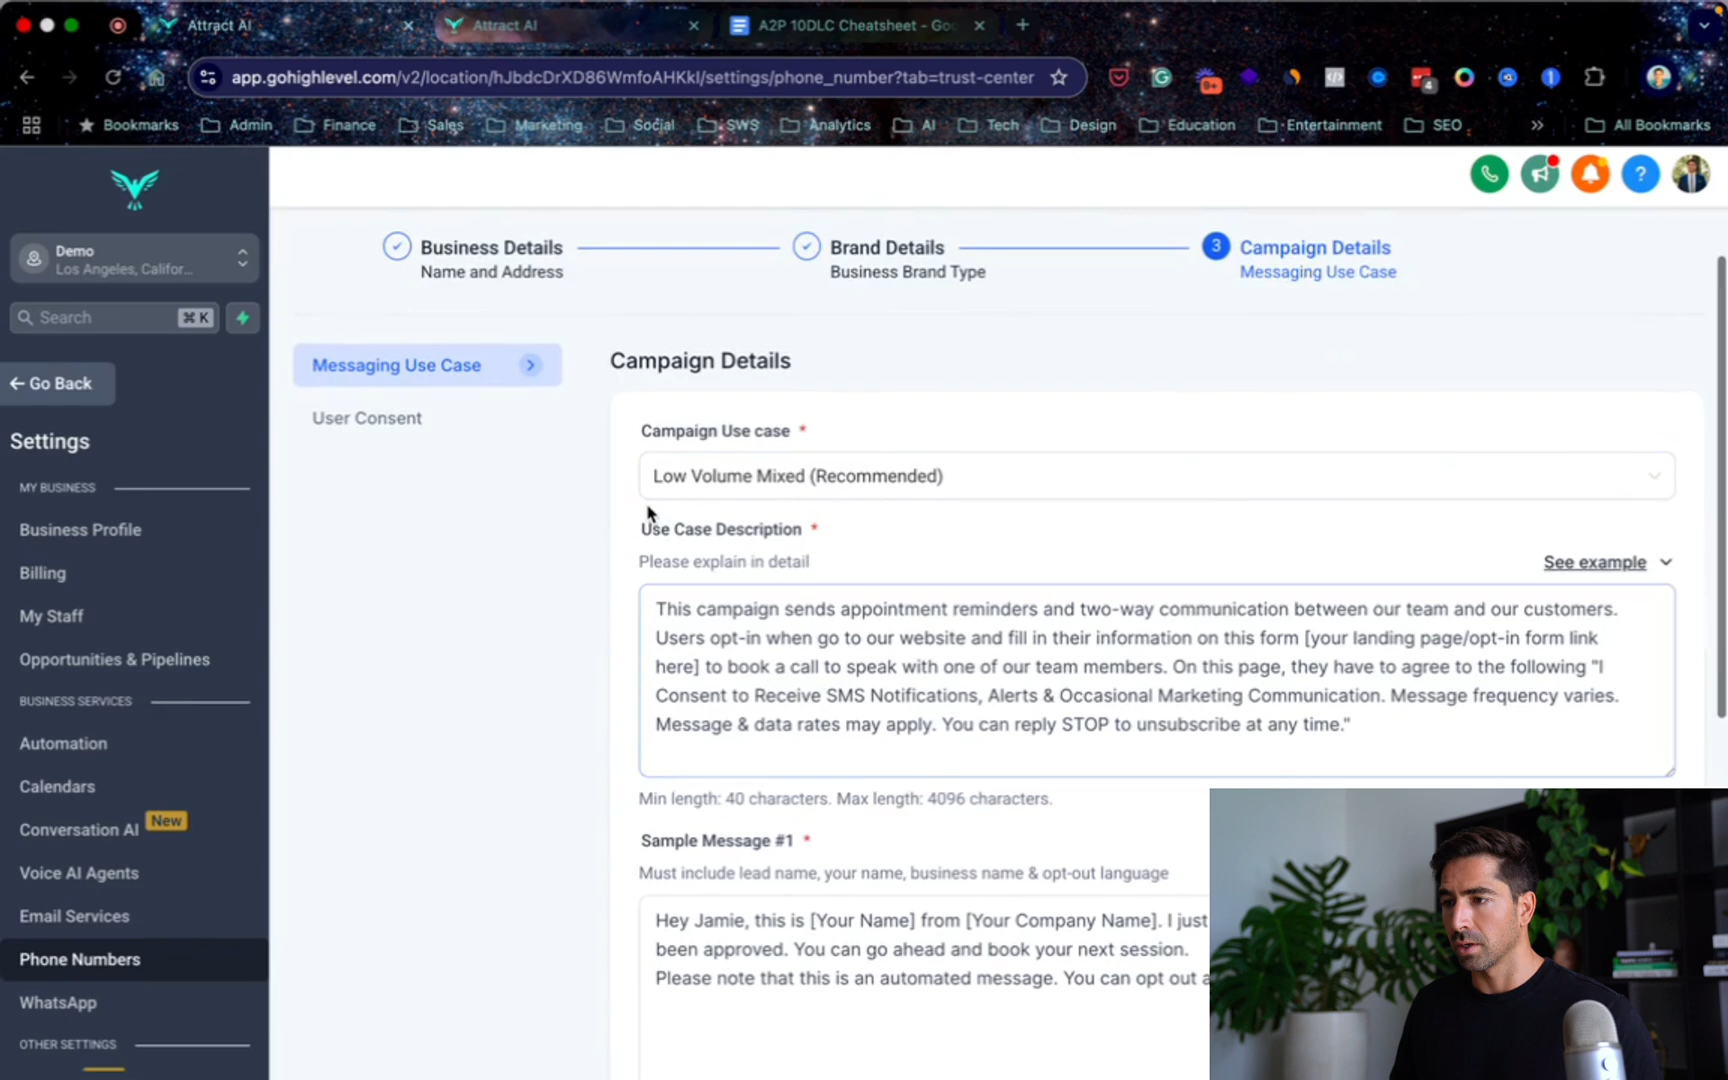 Attract AI
Attract AI
A2P 10DLC Cheatsheet - Goo
app.gohighlevel.com/v2/location/hJbdcDrXD86WmfoAHKkl/settings/phone_number?tab=trust-center
9+
4
1
Bookmarks
Admin
Finance
Sales
Marketing
Social
SWS
Analytics
AI
Tech
Design
Education
Entertainment
SEO
»
All Bookmarks
Demo
Los Angeles, Califor...
Search
⌘ K
← Go Back
Settings
MY BUSINESS
Business Profile
Billing
My Staff
Opportunities & Pipelines
BUSINESS SERVICES
Automation
Calendars
Conversation AI
New
Voice AI Agents
Email Services
Phone Numbers
WhatsApp
OTHER SETTINGS
?
Business Details
Name and Address
Brand Details
Business Brand Type
3
Campaign Details
Messaging Use Case
Messaging Use Case
User Consent
Campaign Details
Campaign Use case *
Low Volume Mixed (Recommended)
Use Case Description *
Please explain in detail
See example
This campaign sends appointment reminders and two-way communication between our team and our customers.
Users opt-in when go to our website and fill in their information on this form [your landing page/opt-in form link
here] to book a call to speak with one of our team members. On this page, they have to agree to the following "I
Consent to Receive SMS Notifications, Alerts & Occasional Marketing Communication. Message frequency varies.
Message & data rates may apply. You can reply STOP to unsubscribe at any time."
Min length: 40 characters. Max length: 4096 characters.
Sample Message #1 *
Must include lead name, your name, business name & opt-out language
Hey Jamie, this is [Your Name] from [Your Company Name]. I just
been approved. You can go ahead and book your next session.
Please note that this is an automated message. You can opt out a